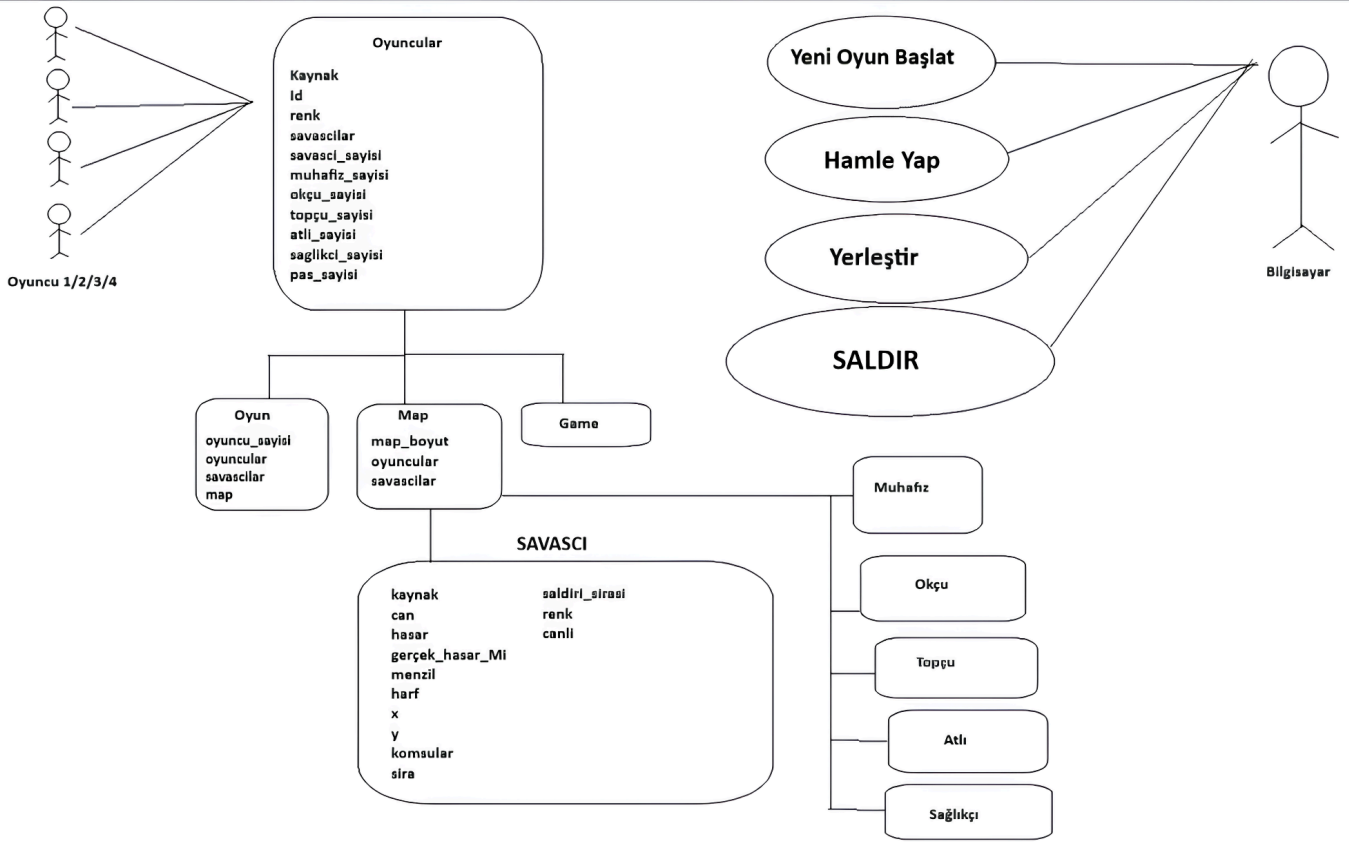 Oyuncular
Kaynak
Id
renk
savascilar
savasci_sayisi
muhafiz_sayisi
okçu_sayisi
topçu_sayisi
atli_sayisi
saglikci_sayisi
pas_sayisi
Oyuncu 1/2/3/4
Yeni Oyun Başlat
Hamle Yap
Yerleştir
SALDIR
Bilgisayar
Oyun
oyuncu_sayisi
oyuncular
savascilar
map
Map
map_boyut
oyuncular
savascilar
Game
SAVASCI
kaynak
can
hasar
gerçek_hasar_Mi
menzil
harf
x
y
komsular
sira
saldiri_sirasi
renk
canli
Muhafız
Okçu
Topçu
Atlı
Sağlıkçı